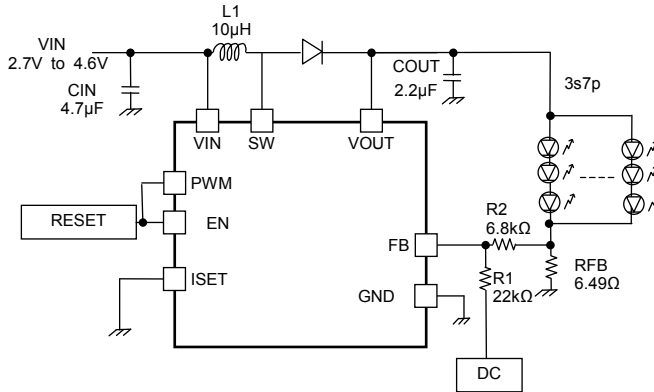 L1
10µH
VIN
2.7V to 4.6V
CIN
4.7µF
COUT
2.2µF
3s7p
VIN
SW
VOUT
PWM
RESET
EN
ISET
FB
GND
R2
6.8kΩ
R1
22kΩ
RFB
6.49Ω
DC